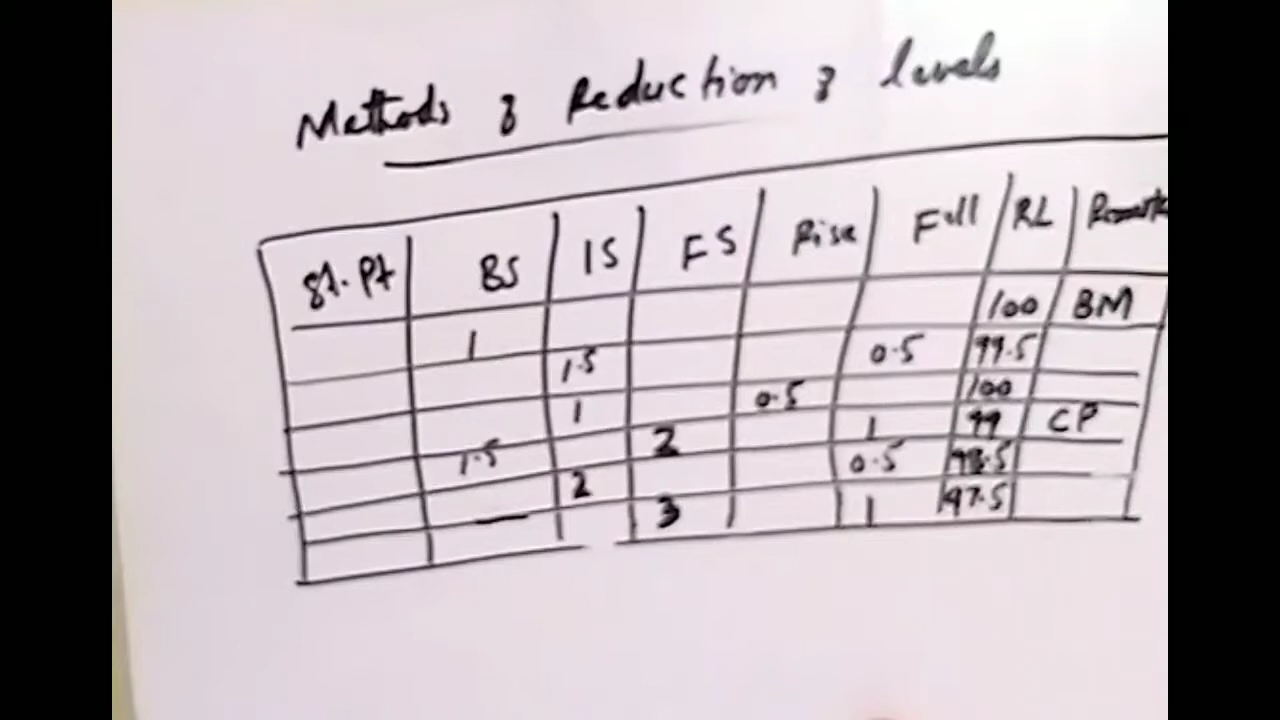 Methods of Reduction of levels
St. Pt BS IS FS Rise Fall RL Remark
1 100 BM
1.5 0.5 99.5
1 0.5 100
1.5 2 1 99 CP
2 0.5 98.5
— 3 1 97.5